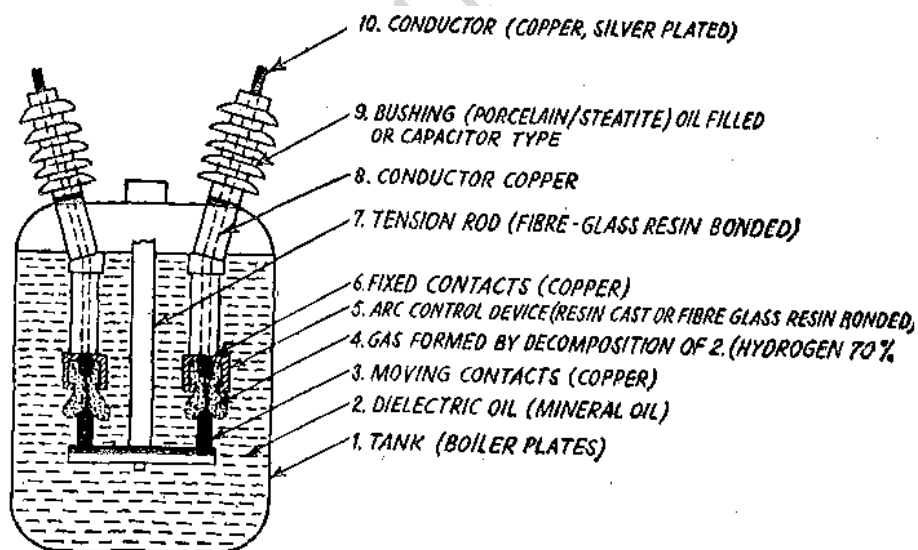 10. CONDUCTOR (COPPER, SILVER PLATED)
9. BUSHING (PORCELAIN/STEATITE) OIL FILLED
OR CAPACITOR TYPE
8. CONDUCTOR COPPER
7. TENSION ROD (FIBRE-GLASS RESIN BONDED)
6. FIXED CONTACTS (COPPER)
5. ARC CONTROL DEVICE (RESIN CAST OR FIBRE GLASS RESIN BONDED)
4. GAS FORMED BY DECOMPOSITION OF 2. (HYDROGEN 70%
3. MOVING CONTACTS (COPPER)
2. DIELECTRIC OIL (MINERAL OIL)
1. TANK (BOILER PLATES)